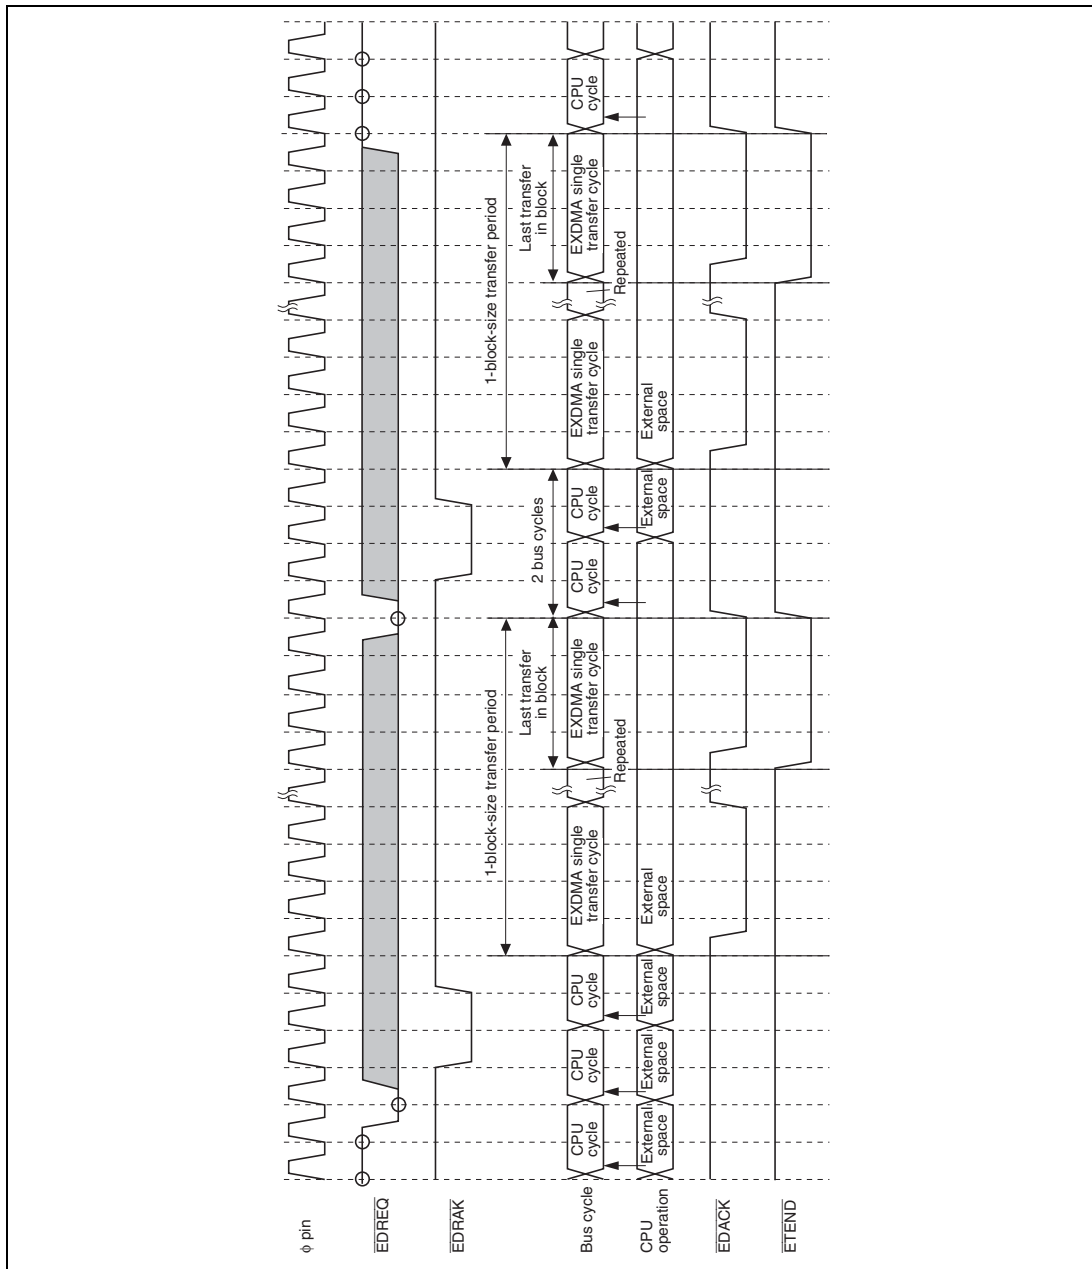 φ pin
EDREQ
EDRAK
1-block-size transfer period
1-block-size transfer period
Last transfer
in block
2 bus cycles
Last transfer
in block
Bus cycle
CPU
cycle
CPU
cycle
CPU
cycle
EXDMA single
transfer cycle
Repeated
EXDMA single
transfer cycle
CPU
cycle
CPU
cycle
EXDMA single
transfer cycle
Repeated
EXDMA single
transfer cycle
CPU
cycle
CPU
operation
External
space
External
space
External
space
External
space
External
space
External
space
EDACK
ETEND